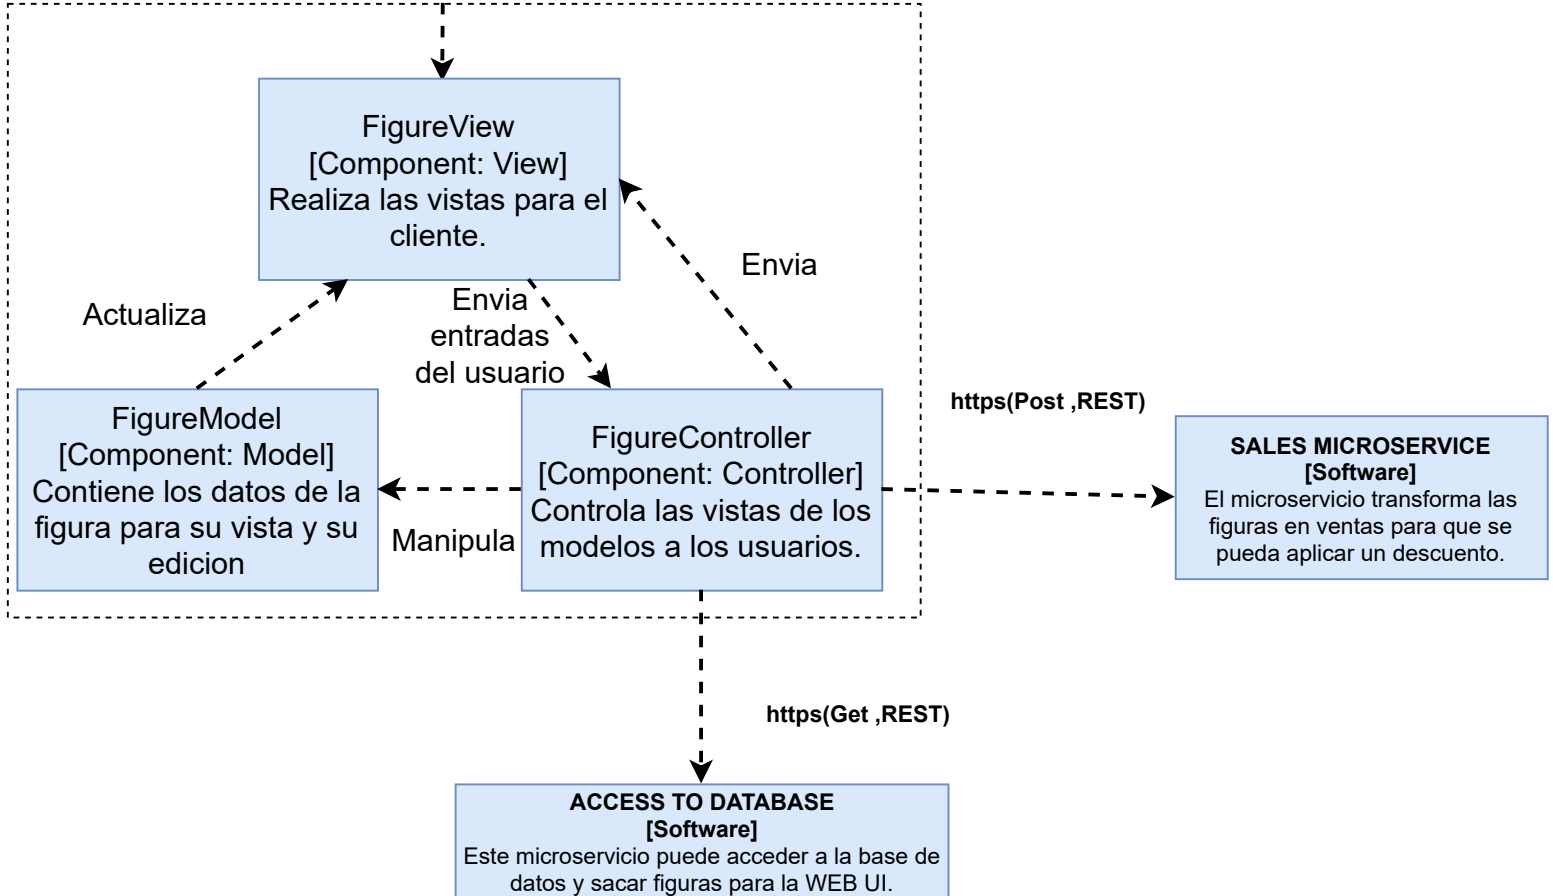 FigureView
[Component: View]
Realiza las vistas para el
cliente.
Envia
Actualiza
Envia
entradas
del usuario
FigureModel
[Component: Model]
Contiene los datos de la
figura para su vista y su
edicion
Manipula
FigureController
[Component: Controller]
Controla las vistas de los
modelos a los usuarios.
https(Post ,REST)
SALES MICROSERVICE
[Software]
El microservicio transforma las
figuras en ventas para que se
pueda aplicar un descuento.
https(Get ,REST)
ACCESS TO DATABASE
[Software]
Este microservicio puede acceder a la base de
datos y sacar figuras para la WEB UI.